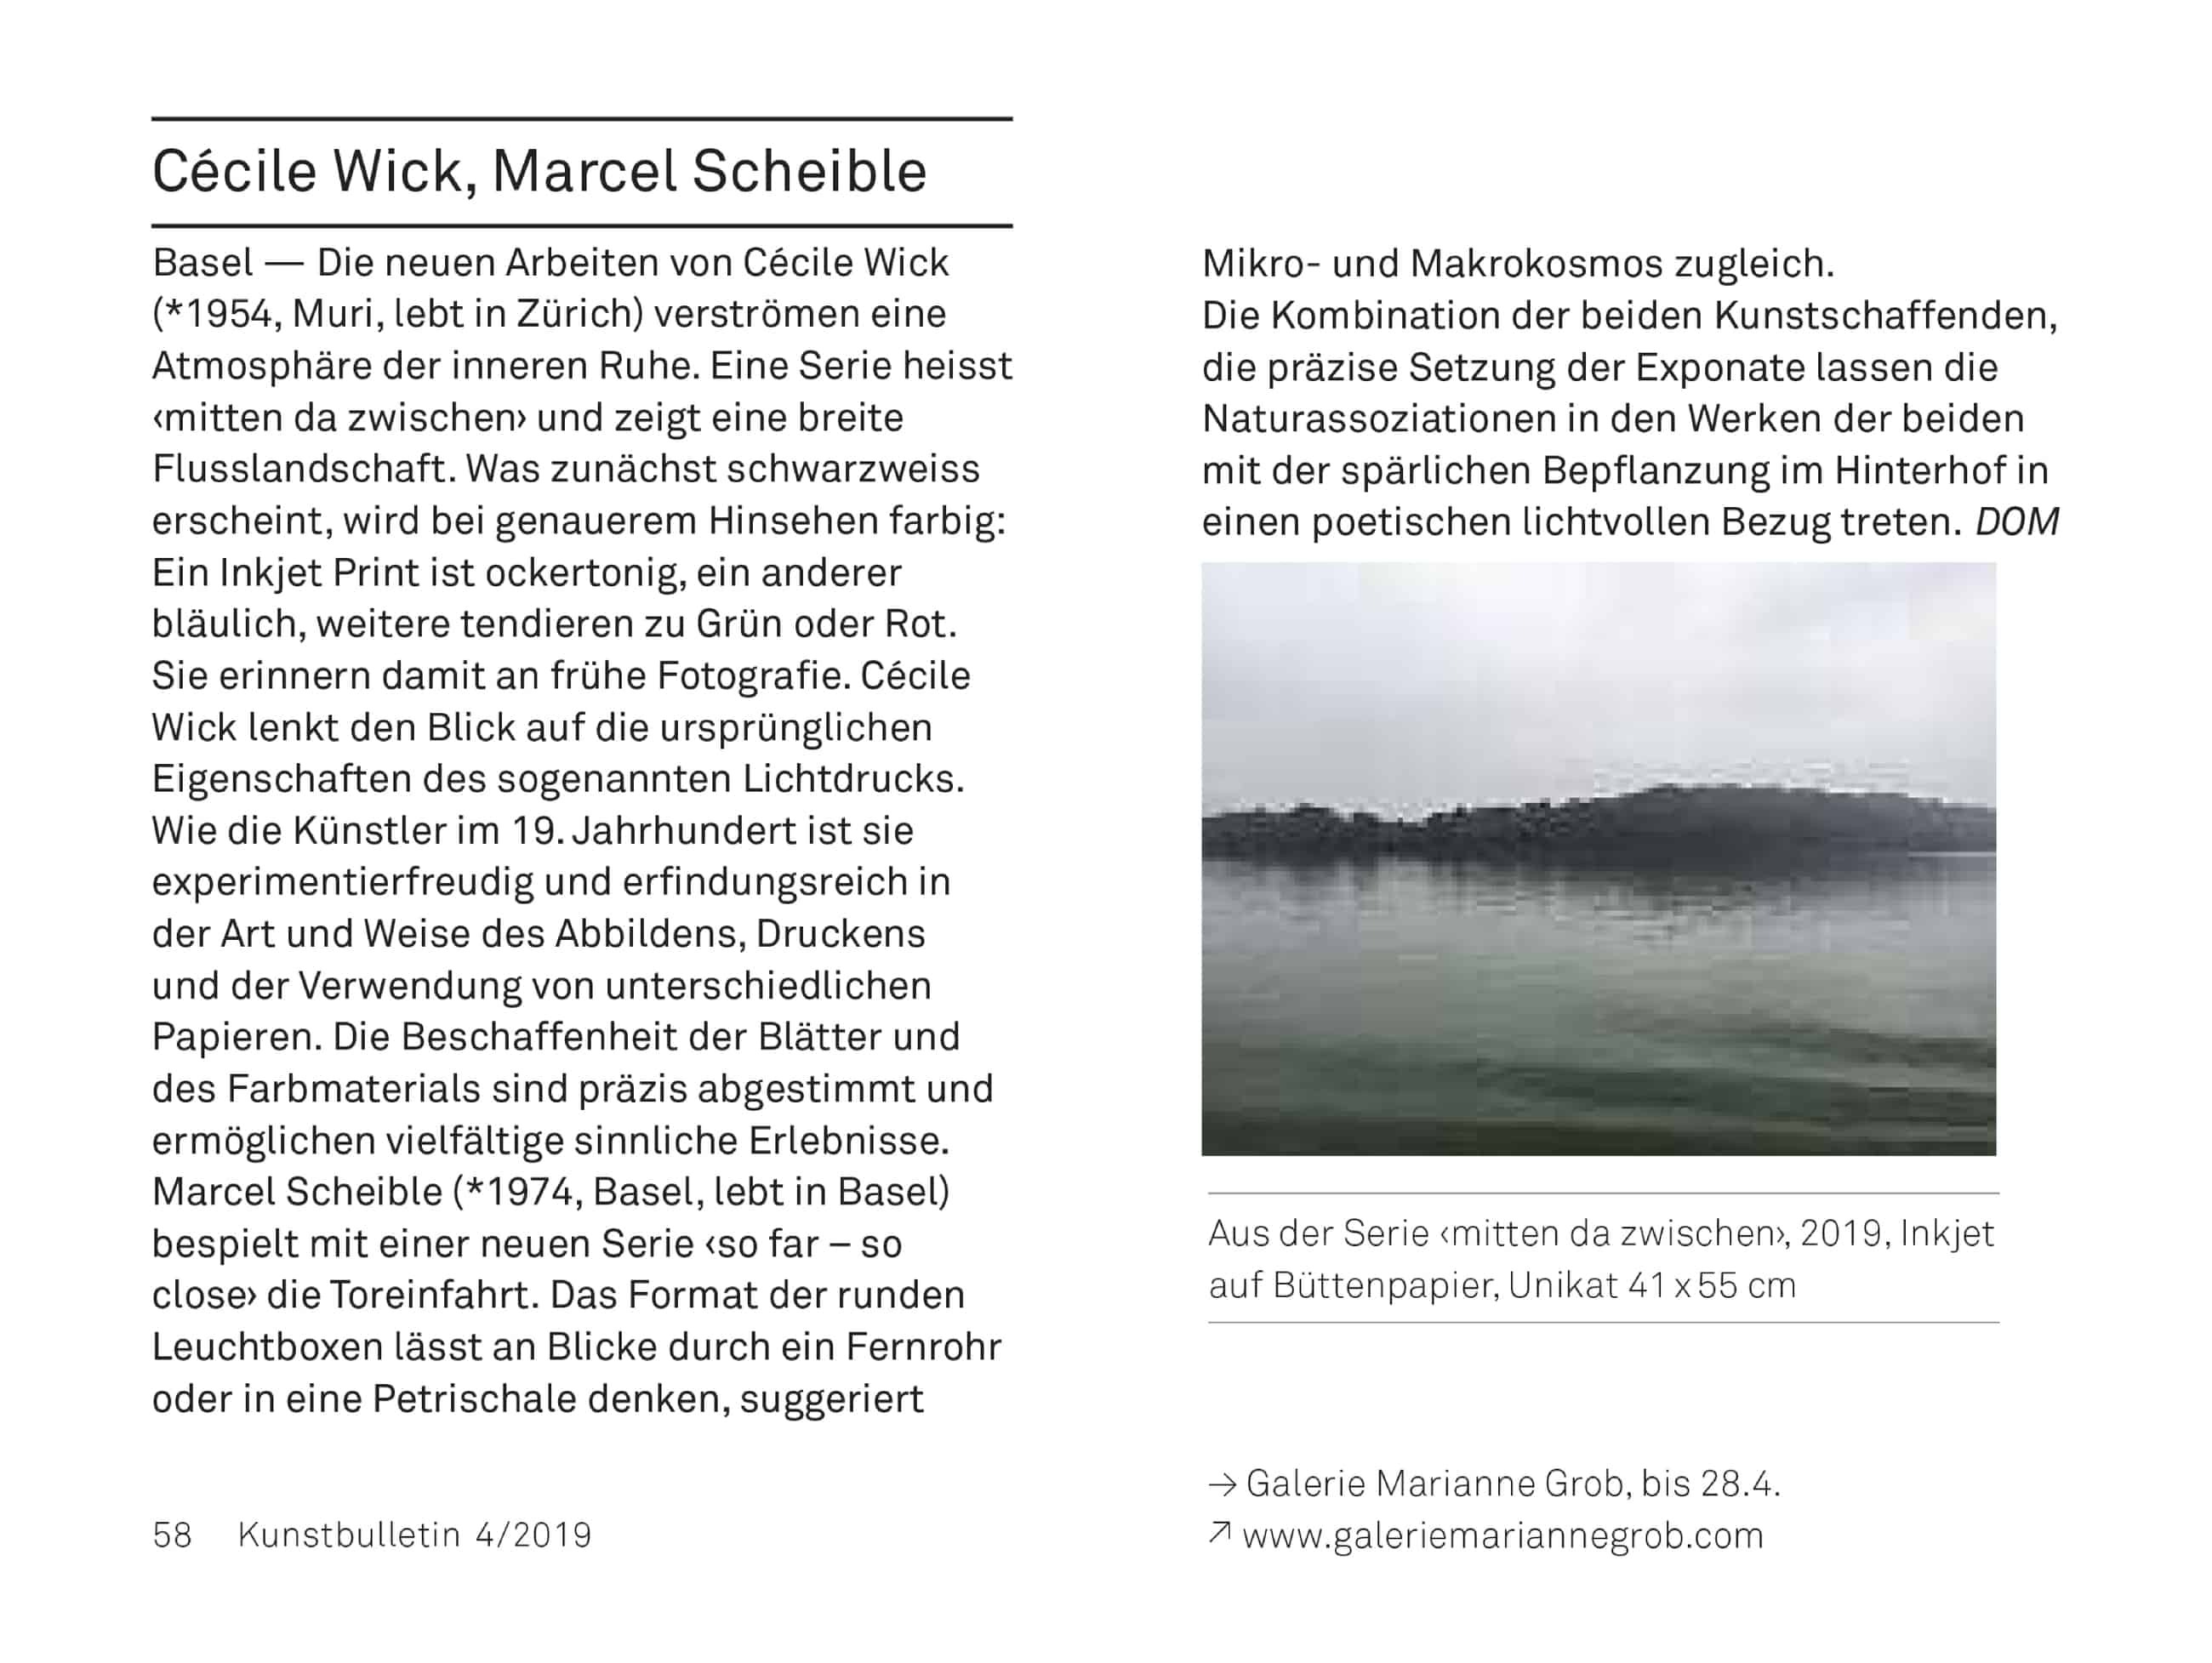 Cécile Wick, Marcel Scheible
Basel — Die neuen Arbeiten von Cécile Wick
(*1954, Muri, lebt in Zürich) verströmen eine
Atmosphäre der inneren Ruhe. Eine Serie heisst
‹mitten da zwischen› und zeigt eine breite
Flusslandschaft. Was zunächst schwarzweiss
erscheint, wird bei genauerem Hinsehen farbig:
Ein Inkjet Print ist ockertonig, ein anderer
bläulich, weitere tendieren zu Grün oder Rot.
Sie erinnern damit an frühe Fotografie. Cécile
Wick lenkt den Blick auf die ursprünglichen
Eigenschaften des sogenannten Lichtdrucks.
Wie die Künstler im 19. Jahrhundert ist sie
experimentierfreudig und erfindungsreich in
der Art und Weise des Abbildens, Druckens
und der Verwendung von unterschiedlichen
Papieren. Die Beschaffenheit der Blätter und
des Farbmaterials sind präzis abgestimmt und
ermöglichen vielfältige sinnliche Erlebnisse.
Marcel Scheible (*1974, Basel, lebt in Basel)
bespielt mit einer neuen Serie ‹so far – so
close› die Toreinfahrt. Das Format der runden
Leuchtboxen lässt an Blicke durch ein Fernrohr
oder in eine Petrischale denken, suggeriert
Mikro- und Makrokosmos zugleich.
Die Kombination der beiden Kunstschaffenden,
die präzise Setzung der Exponate lassen die
Naturassoziationen in den Werken der beiden
mit der spärlichen Bepflanzung im Hinterhof in
einen poetischen lichtvollen Bezug treten. DOM
Aus der Serie ‹mitten da zwischen›, 2019, Inkjet
auf Büttenpapier, Unikat 41 x 55 cm
→ Galerie Marianne Grob, bis 28.4.
↗ www.galeriemariannegrob.com
58 Kunstbulletin 4/2019